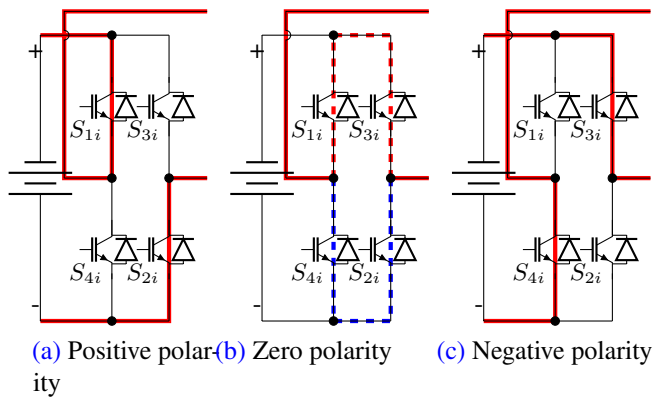 + + +
S1i S3i S1i S3i S1i S3i
S4i S2i S4i S2i S4i S2i
- - -
(a) Positive polar- (b) Zero polarity (c) Negative polarity
ity